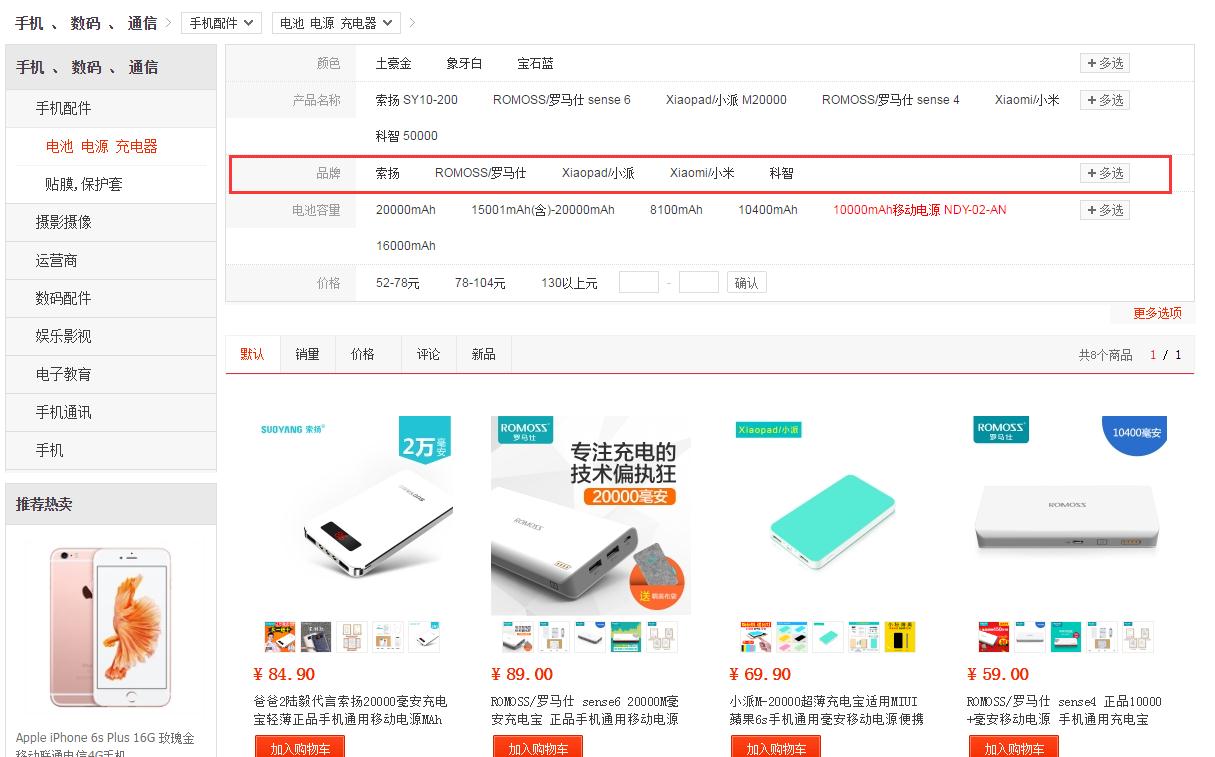 手机 、 数码 、 通信 > 手机配件 电池 电源 充电器 >
手机 、 数码 、 通信
手机配件
电池 电源 充电器
贴膜,保护套
摄影摄像
运营商
数码配件
娱乐影视
电子教育
手机通讯
手机
推荐热卖
Apple iPhone 6s Plus 16G 玫瑰金
移动联通电信4G手机
颜色 土豪金 象牙白 宝石蓝 +多选
产品名称 索扬 SY10-200 ROMOSS/罗马仕 sense 6 Xiaopad/小派 M20000 ROMOSS/罗马仕 sense 4 Xiaomi/小米 +多选
科智 50000
品牌 索扬 ROMOSS/罗马仕 Xiaopad/小派 Xiaomi/小米 科智 +多选
电池容量 20000mAh 15001mAh(含)-20000mAh 8100mAh 10400mAh 10000mAh移动电源 NDY-02-AN +多选
16000mAh
价格 52-78元 78-104元 130以上元 - 确认
更多选项
默认 销量 价格 评论 新品 共8个商品 1 / 1
SUOYANG 索扬
2万毫安
ROMOSS
罗马仕
专注充电的
技术偏执狂
20000毫安
ROMOSS
Xiaopad/小派
ROMOSS
罗马仕
10400毫安
ROMOSS
¥ 84.90
爸爸2陆毅代言索扬20000毫安充电
宝轻薄正品手机通用移动电源MAh
加入购物车
¥ 89.00
ROMOSS/罗马仕 sense6 20000M毫
安充电宝 正品手机通用移动电源
加入购物车
¥ 69.90
小派M-20000超薄充电宝适用MIUI
蘋果6s手机通用毫安移动电源便携
加入购物车
¥ 59.00
ROMOSS/罗马仕 sense4 正品10000
+毫安移动电源 手机通用充电宝
加入购物车